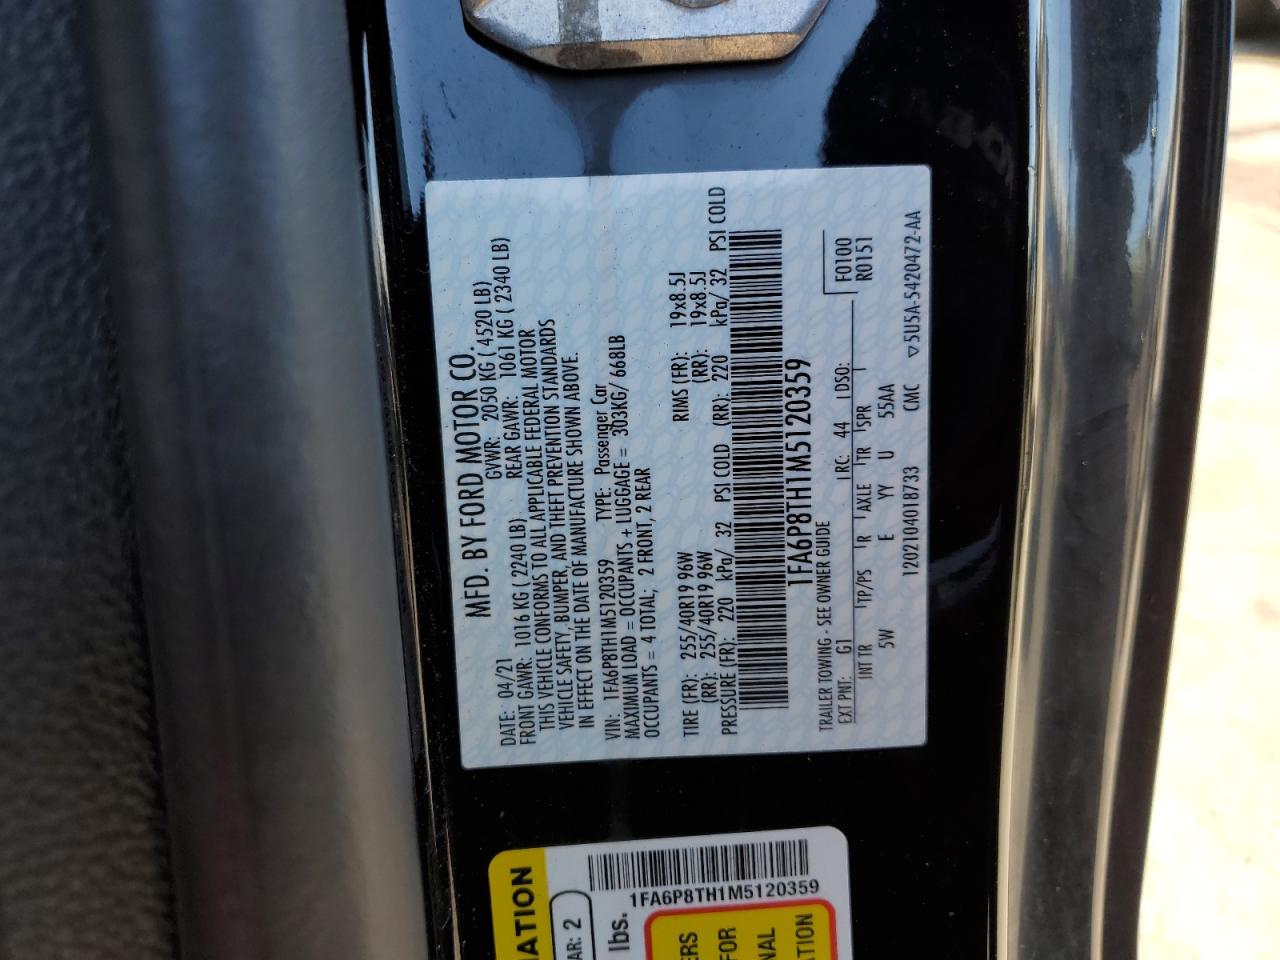 MFD. BY FORD MOTOR CO.
DATE: 04/21 GVWR: 2050 KG ( 4520 LB)
FRONT GAWR: 1016 KG ( 2240 LB) REAR GAWR: 1061 KG ( 2340 LB)
THIS VEHICLE CONFORMS TO ALL APPLICABLE FEDERAL MOTOR
VEHICLE SAFETY, BUMPER, AND THEFT PREVENTION STANDARDS
IN EFFECT ON THE DATE OF MANUFACTURE SHOWN ABOVE.
VIN: 1FA6P8TH1M5120359 TYPE: Passenger Car
MAXIMUM LOAD = OCCUPANTS + LUGGAGE = 303KG/ 668LB
OCCUPANTS = 4 TOTAL; 2 FRONT, 2 REAR
TIRE (FR): 255/40R19 96W RIMS (FR): 19x8.5J
(RR): 255/40R19 96W (RR): 19x8.5J
PRESSURE (FR): 220 kPa/ 32 PSI COLD (RR): 220 kPa/ 32 PSI COLD
1FA6P8TH1M5120359
TRAILER TOWING - SEE OWNER GUIDE
EXT PNT: G1 RC: 44 DSO: F0100
INT TR TP/PS R AXLE TR SPR R0151
5W E YY U 55AA
1202104018733 CMC ▽5U5A-5420472-AA
MATION
AR: 2
1FA6P8TH1M5120359
lbs.
ERS
FOR
NAL
TION